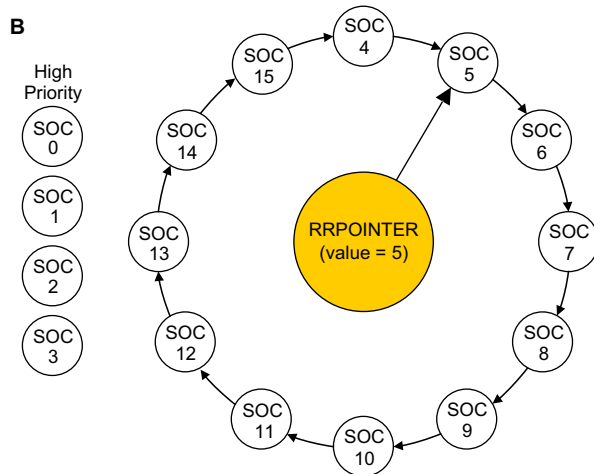 B
High
Priority
SOC
0
SOC
1
SOC
2
SOC
3
SOC
4
SOC
5
SOC
6
SOC
7
SOC
8
SOC
9
SOC
10
SOC
11
SOC
12
SOC
13
SOC
14
SOC
15
RRPOINTER
(value = 5)